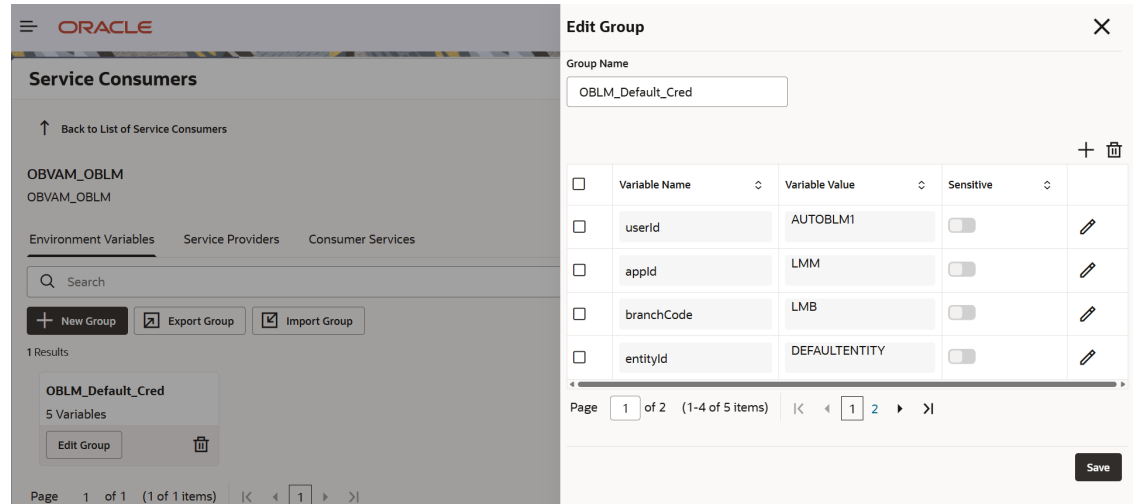 ORACLE
Service Consumers
Back to List of Service Consumers
OBVAM_OBLM
OBVAM_OBLM
Environment Variables Service Providers Consumer Services
Search
New Group Export Group Import Group
1 Results
OBLM_Default_Cred
5 Variables
Edit Group
Page 1 of 1 (1 of 1 items) 1
Edit Group
Group Name
OBLM_Default_Cred
Variable Name Variable Value Sensitive
userId AUTOBLM1
appId LMM
branchCode LMB
entityId DEFAULTENTITY
Page 1 of 2 (1-4 of 5 items) 1 2
Save